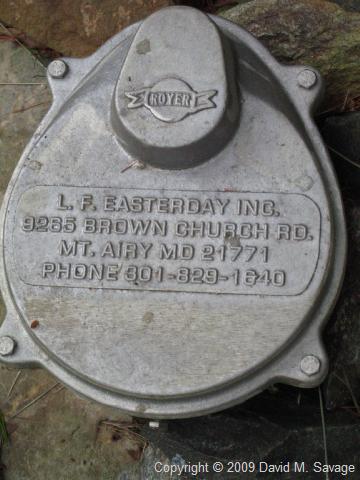 ROYER
L. F. EASTERDAY INC.
9265 BROWN CHURCH RD.
MT. AIRY MD 21771
PHONE 301-829-1640
Copyright © 2009 David M. Savage